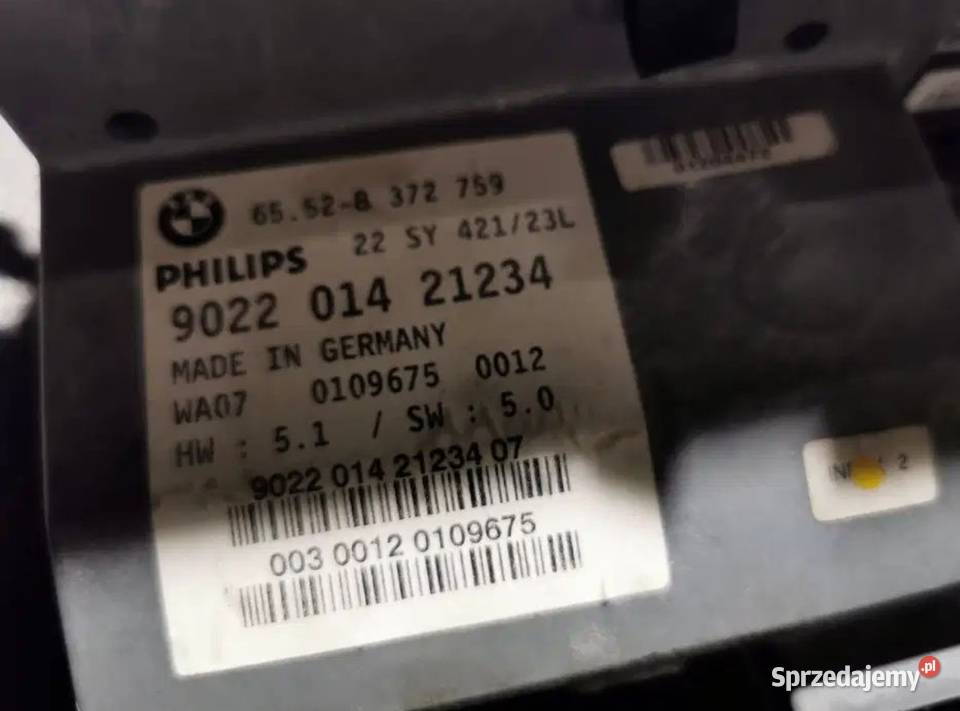 65.52-8 372 759
22 SY 421/23L
PHILIPS
9022 014 21234
MADE IN GERMANY
WA07 0109675 0012
HW : 5.1 / SW : 5.0
9022 014 21234 07
003 0012 0109675
2
Sprzedajemy.pl